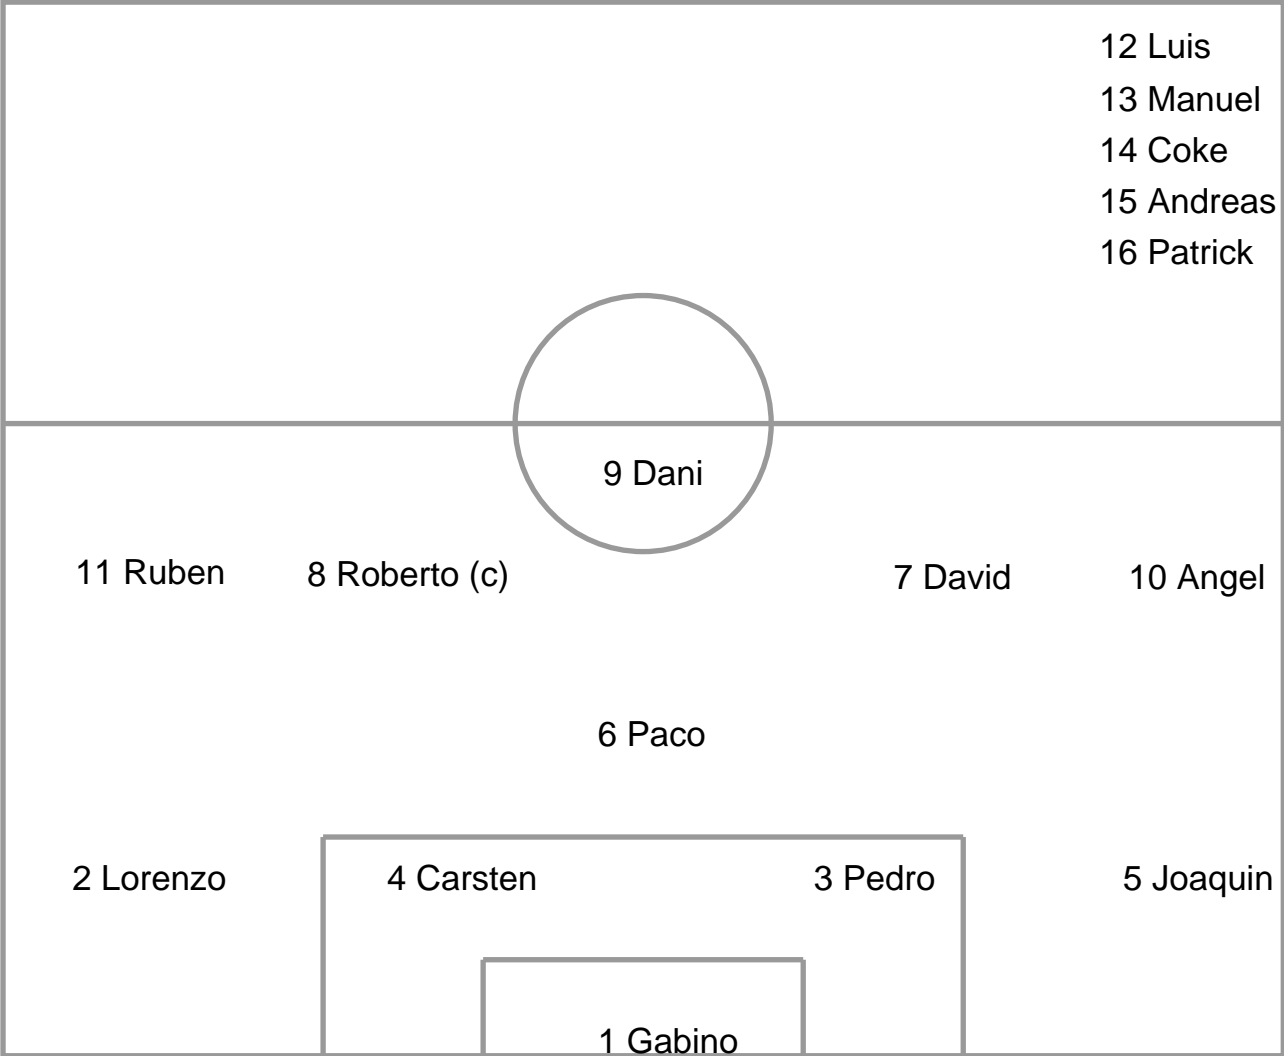 12 Luis
13 Manuel
14 Coke
15 Andreas
16 Patrick
9 Dani
11 Ruben
8 Roberto (c)
7 David
10 Angel
6 Paco
2 Lorenzo
4 Carsten
3 Pedro
5 Joaquin
1 Gabino